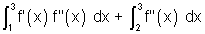 ∫₁³ f'(x) f''(x) dx + ∫₂³ f''(x) dx